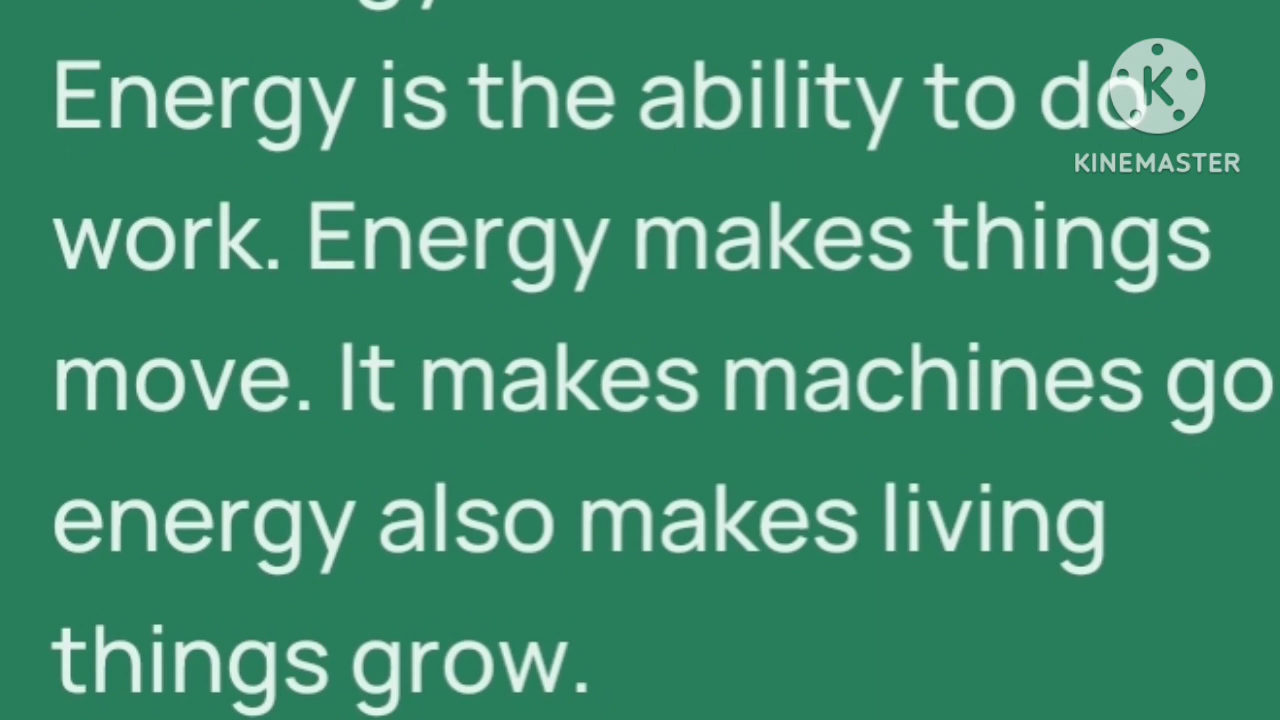 Energy is the ability to do
work. Energy makes things
move. It makes machines go
energy also makes living
things grow.
K
KINEMASTER